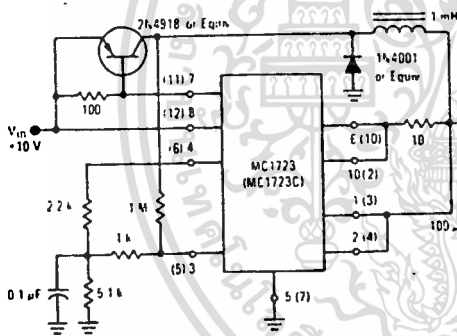 2N4918 or Equiv
1 mH
1N4001
or Equiv
100
(11) 7
V in
+10 V
(12) 8
(6) 4
MC1723
(MC1723C)
6 (10)
10
10 (2)
2.2 k
1 M
1 (3)
1 k
(5) 3
2 (4)
100
0.1 µF
5.1 k
5 (7)